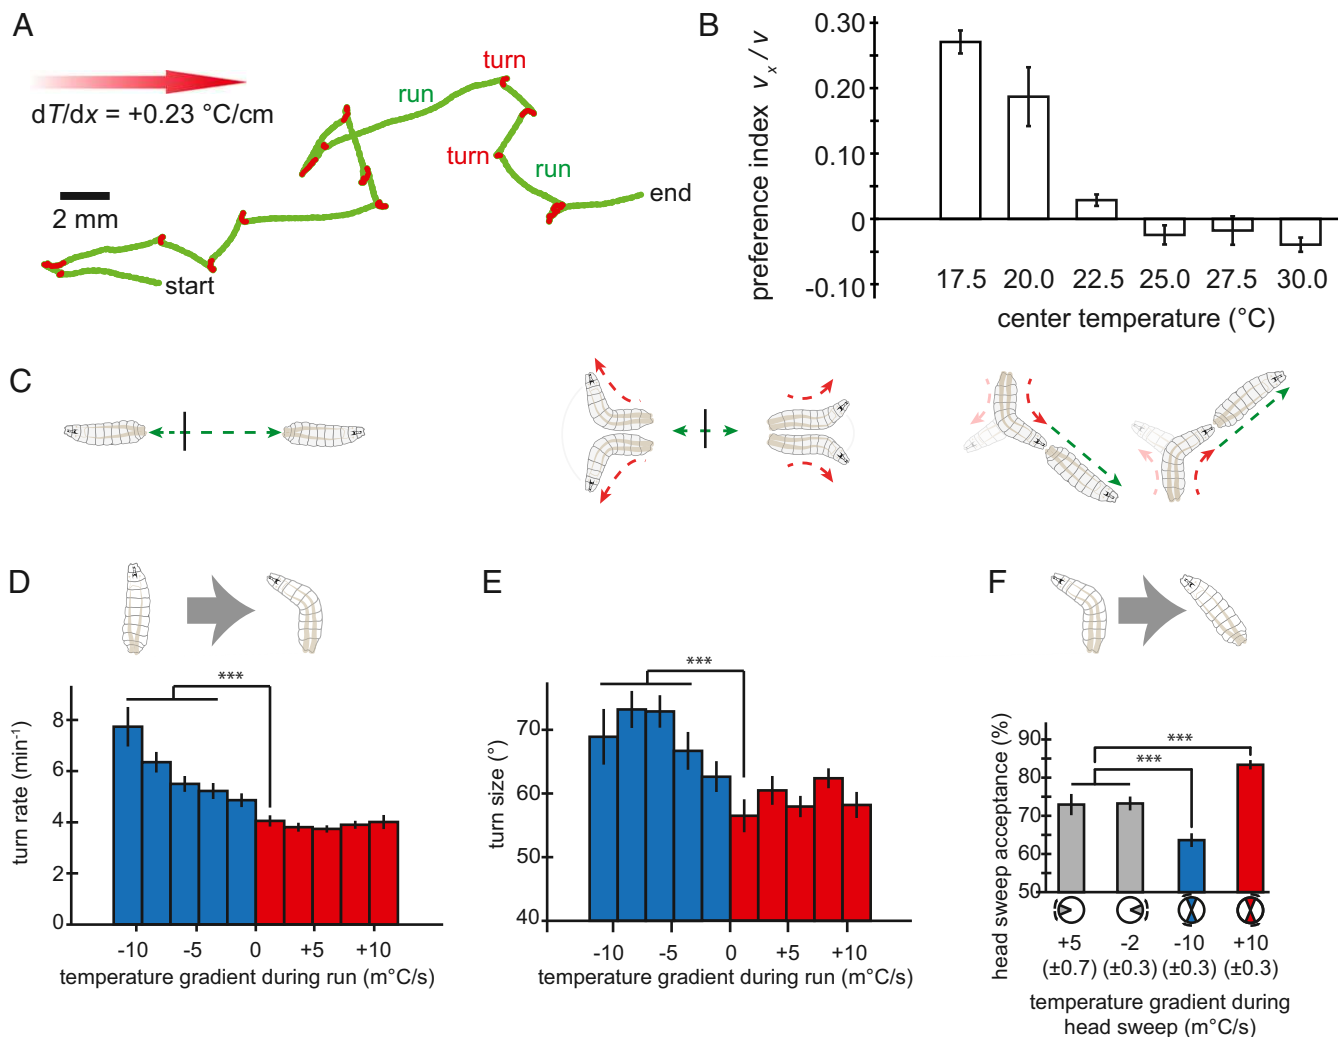 A
dT/dx = +0.23 °C/cm
2 mm
start
run
turn
turn
run
end
B
preference index v_x / v
0.30
0.20
0.10
0
-0.10
17.5 20.0 22.5 25.0 27.5 30.0
center temperature (°C)
C
D
***
turn rate (min⁻¹)
8
6
4
2
0
-10 -5 0 +5 +10
temperature gradient during run (m°C/s)
E
***
turn size (°)
70
60
50
40
-10 -5 0 +5 +10
temperature gradient during run (m°C/s)
F
***
***
head sweep acceptance (%)
90
80
70
60
50
+5 -2 -10 +10
(±0.7) (±0.3) (±0.3) (±0.3)
temperature gradient during
head sweep (m°C/s)